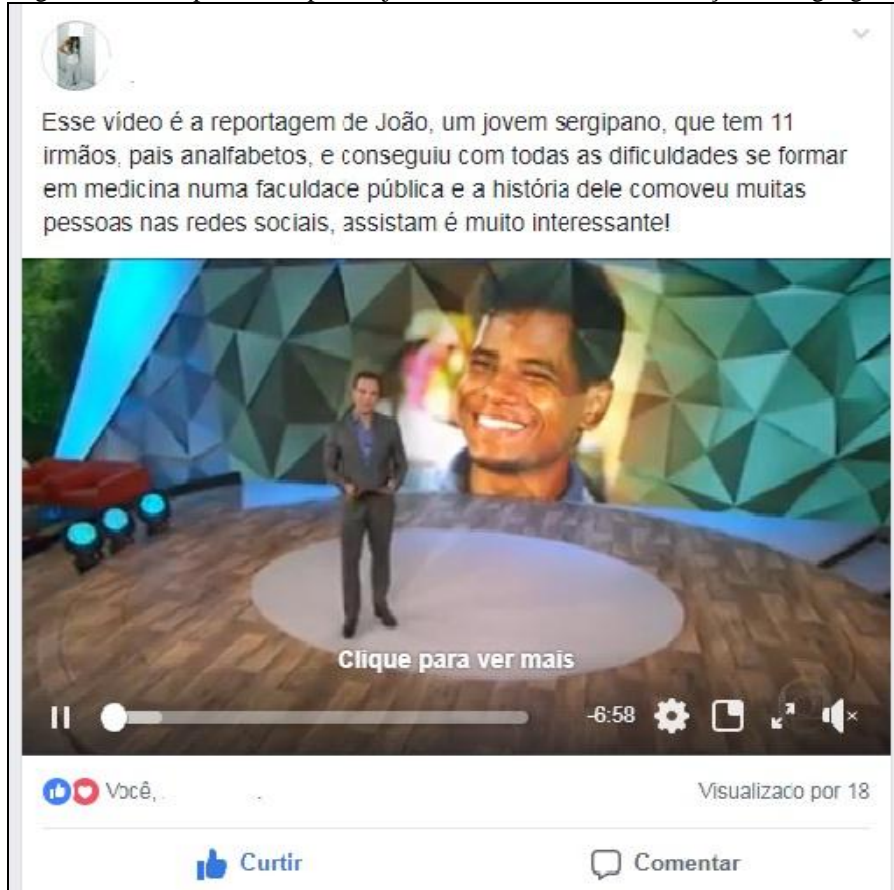 Esse vídeo é a reportagem de João, um jovem sergipano, que tem 11
irmãos, pais analfabetos, e conseguiu com todas as dificuldades se formar
em medicina numa faculdade pública e a história dele comoveu muitas
pessoas nas redes sociais, assistam é muito interessante!
Clique para ver mais
-6:58
Você,
Visualizado por 18
Curtir
Comentar